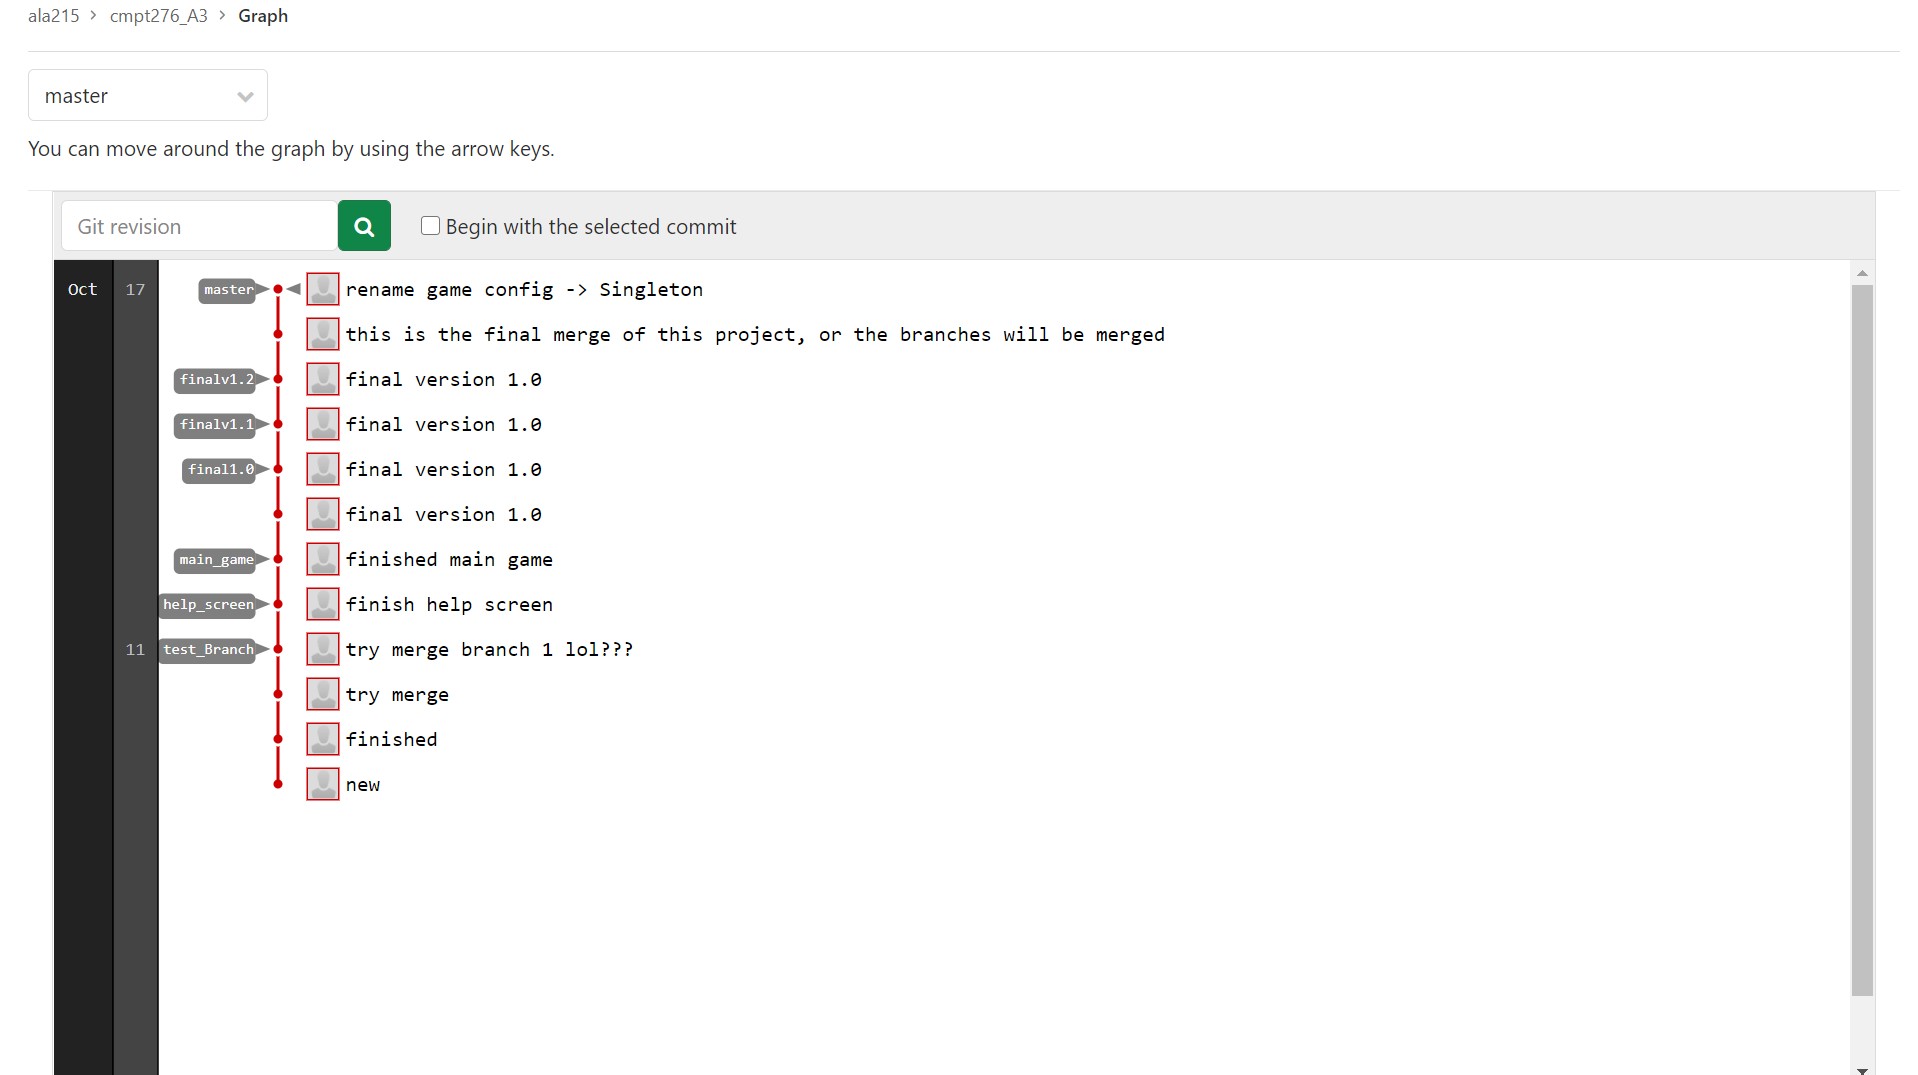 ala215 > cmpt276_A3 > Graph
master
You can move around the graph by using the arrow keys.
Git revision Begin with the selected commit
Oct 17 master rename game config -> Singleton
this is the final merge of this project, or the branches will be merged
finalv1.2 final version 1.0
finalv1.1 final version 1.0
final1.0 final version 1.0
final version 1.0
main_game finished main game
help_screen finish help screen
11 test_Branch try merge branch 1 lol???
try merge
finished
new